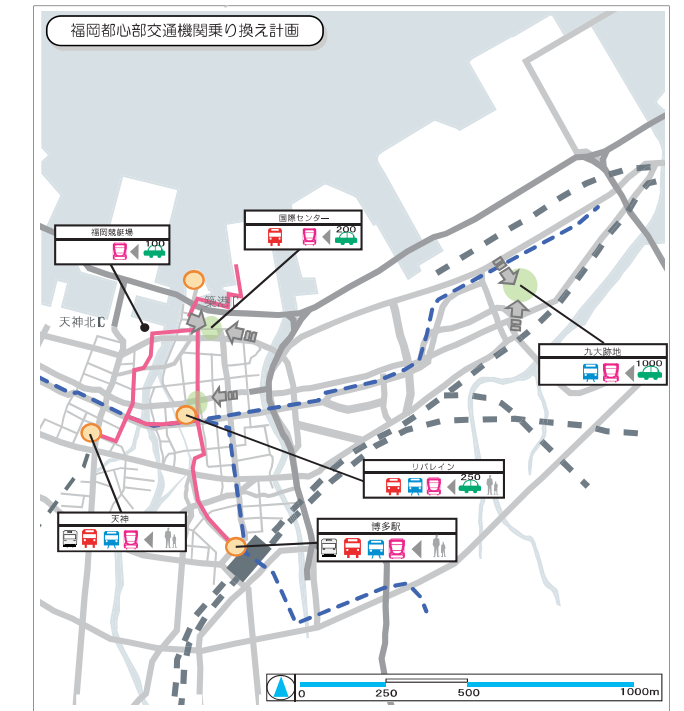 福岡都心部交通機関乗り換え計画
国際センター
200
福岡競艇場
100
築港
天神北
九大跡地
1000
リバレイン
250
天神
博多駅
0 250 500 1000m